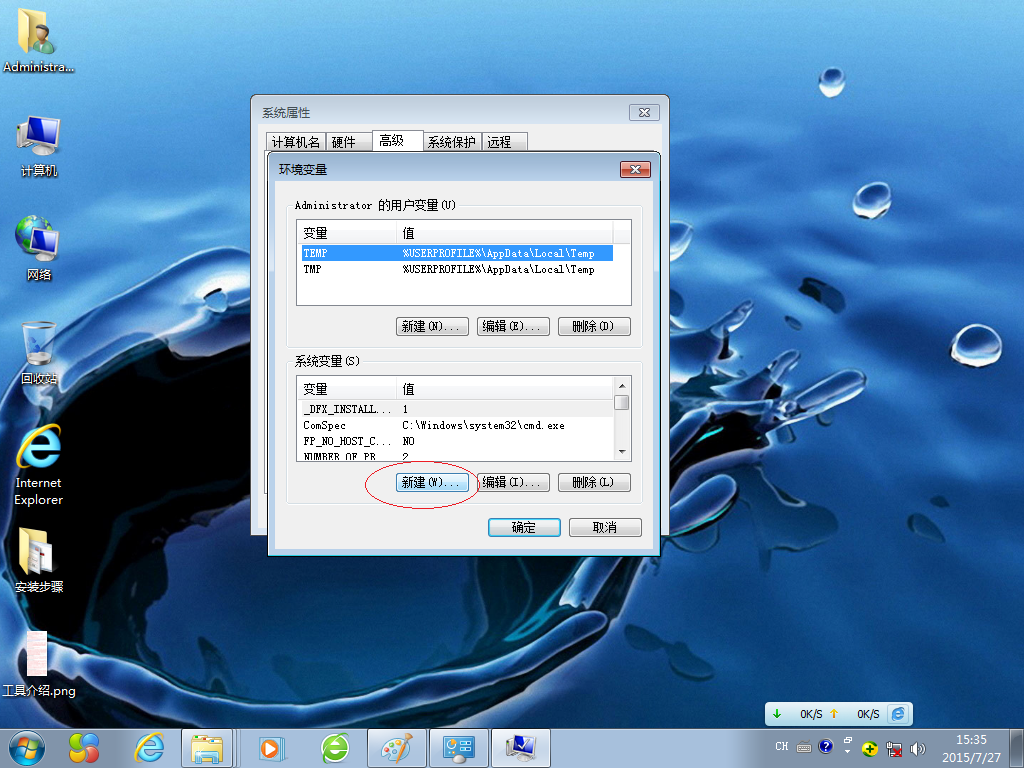 Administra...
计算机
网络
回收站
Internet
Explorer
安装步骤
工具介绍.png
系统属性
计算机名 硬件 高级 系统保护 远程
环境变量
Administrator 的用户变量(U)
变量 值
TEMP %USERPROFILE%\AppData\Local\Temp
TMP %USERPROFILE%\AppData\Local\Temp
新建(N)... 编辑(E)... 删除(D)
系统变量(S)
变量 值
_DFX_INSTALL... 1
ComSpec C:\Windows\system32\cmd.exe
FP_NO_HOST_C... NO
NUMBER_OF_PR... 2
新建(W)... 编辑(I)... 删除(L)
确定 取消
0K/S 0K/S
CH
15:35
2015/7/27